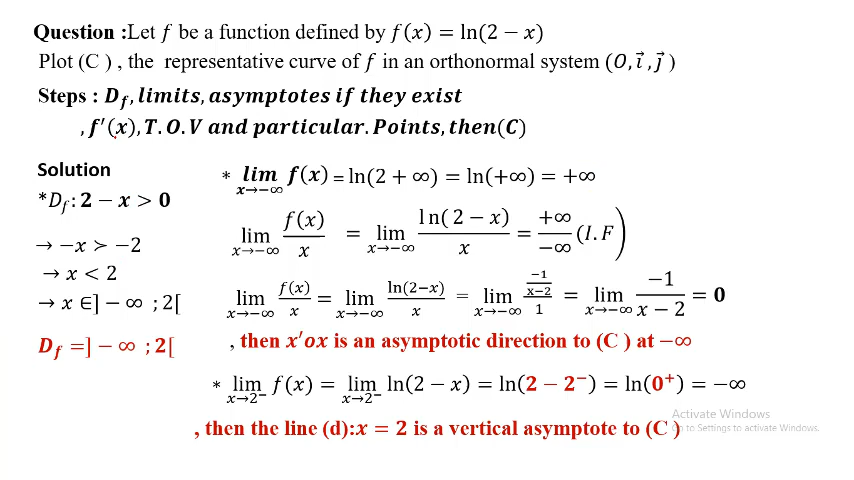 Question :Let f be a function defined by f(x) = ln(2 − x)
Plot (C ) , the representative curve of f in an orthonormal system (O, i⃗ , j⃗ )
Steps : D_f, limits, asymptotes if they exist
, f′(x), T. O. V and particular. Points, then(C)
Solution
*D_f: 2 − x > 0
→ −x ≻ −2
→ x < 2
→ x ∈] − ∞ ; 2[
D_f =] − ∞ ; 2[
* lim_{x→−∞} f(x) = ln(2 + ∞) = ln(+∞) = +∞
lim_{x→−∞} f(x)/x = lim_{x→−∞} ln( 2 − x)/x = +∞/−∞ (I. F)
lim_{x→−∞} f(x)/x = lim_{x→−∞} ln(2−x)/x = lim_{x→−∞} (−1/(x−2))/1 = lim_{x→−∞} −1/(x − 2) = 0
, then x′ox is an asymptotic direction to (C ) at −∞
* lim_{x→2⁻} f(x) = lim_{x→2⁻} ln(2 − x) = ln(2 − 2⁻) = ln(0⁺) = −∞
, then the line (d): x = 2 is a vertical asymptote to (C )
Activate Windows
Go to Settings to activate Windows.